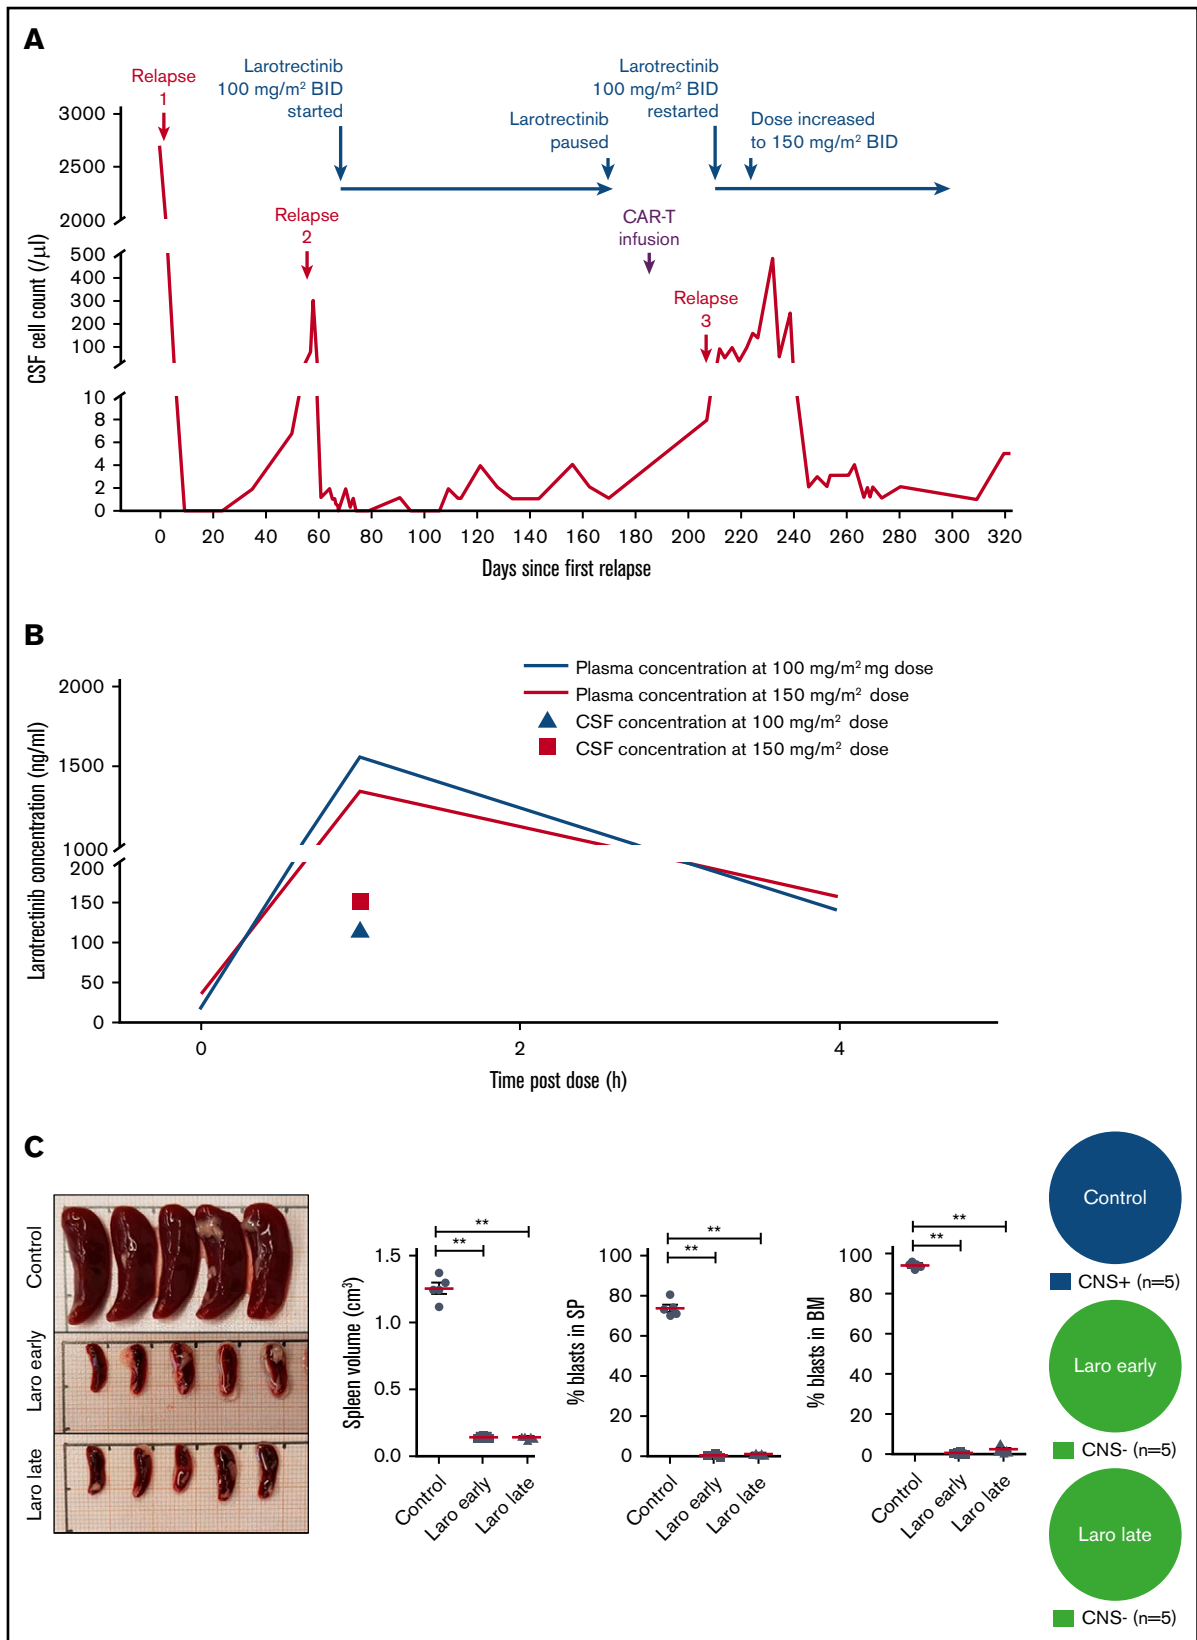 A
Relapse
1
Larotrectinib
100 mg/m² BID
started
Larotrectinib
paused
Larotrectinib
100 mg/m² BID
restarted
Dose increased
to 150 mg/m² BID
Relapse
2
CAR-T
infusion
Relapse
3
CSF cell count (/μl)
3000
2500
2000
500
400
300
200
100
10
8
6
4
2
0
0 20 40 60 80 100 120 140 160 180 200 220 240 260 280 300 320
Days since first relapse
B
Plasma concentration at 100 mg/m² mg dose
Plasma concentration at 150 mg/m² dose
CSF concentration at 100 mg/m² dose
CSF concentration at 150 mg/m² dose
Larotrectinib concentration (ng/ml)
2000
1500
1000
200
150
100
50
0
0 2 4
Time post dose (h)
C
Control
Laro early
Laro late
Spleen volume (cm³)
1.5
1.0
0.5
0.0
**
**
Control
Laro early
Laro late
% blasts in SP
100
80
60
40
20
0
**
**
Control
Laro early
Laro late
% blasts in BM
100
80
60
40
20
0
**
**
Control
Laro early
Laro late
Control
CNS+ (n=5)
Laro early
CNS- (n=5)
Laro late
CNS- (n=5)